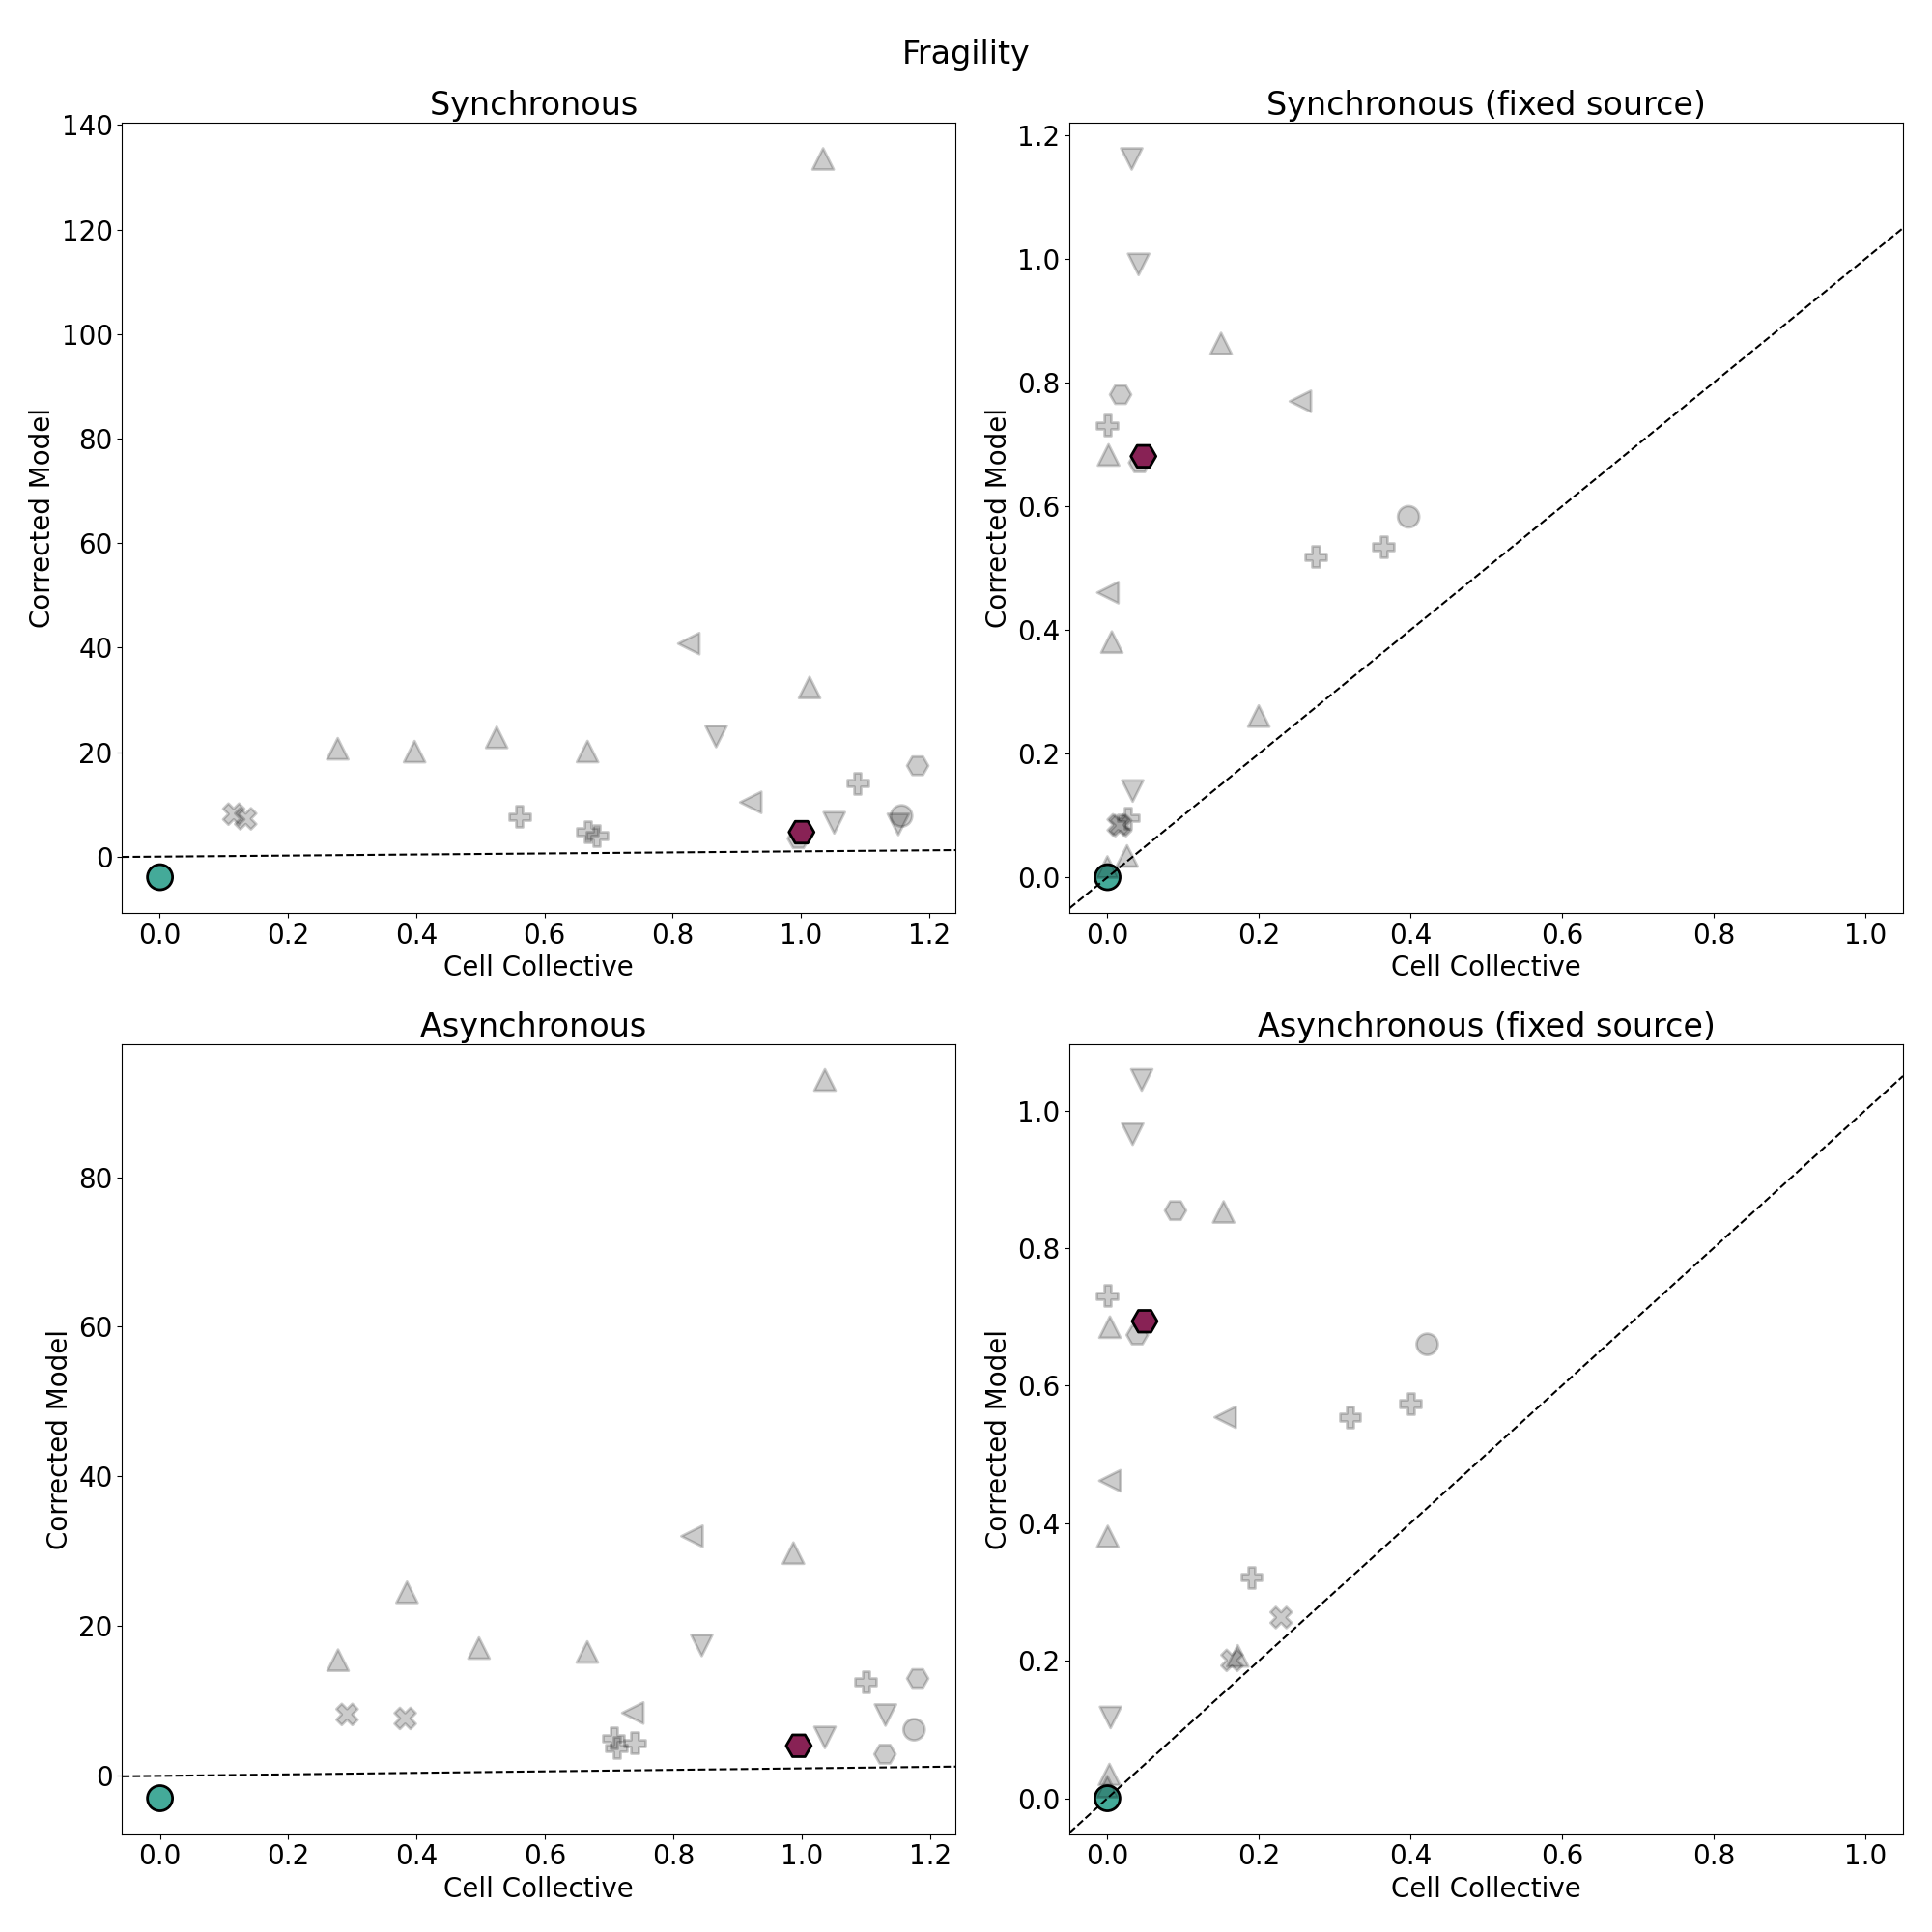 Fragility
Synchronous
140
120
100
80
60
40
20
0
Corrected Model
0.0 0.2 0.4 0.6 0.8 1.0 1.2
Cell Collective
Synchronous (fixed source)
1.2
1.0
0.8
0.6
0.4
0.2
0.0
Corrected Model
0.0 0.2 0.4 0.6 0.8 1.0
Cell Collective
Asynchronous
80
60
40
20
0
Corrected Model
0.0 0.2 0.4 0.6 0.8 1.0 1.2
Cell Collective
Asynchronous (fixed source)
1.0
0.8
0.6
0.4
0.2
0.0
Corrected Model
0.0 0.2 0.4 0.6 0.8 1.0
Cell Collective